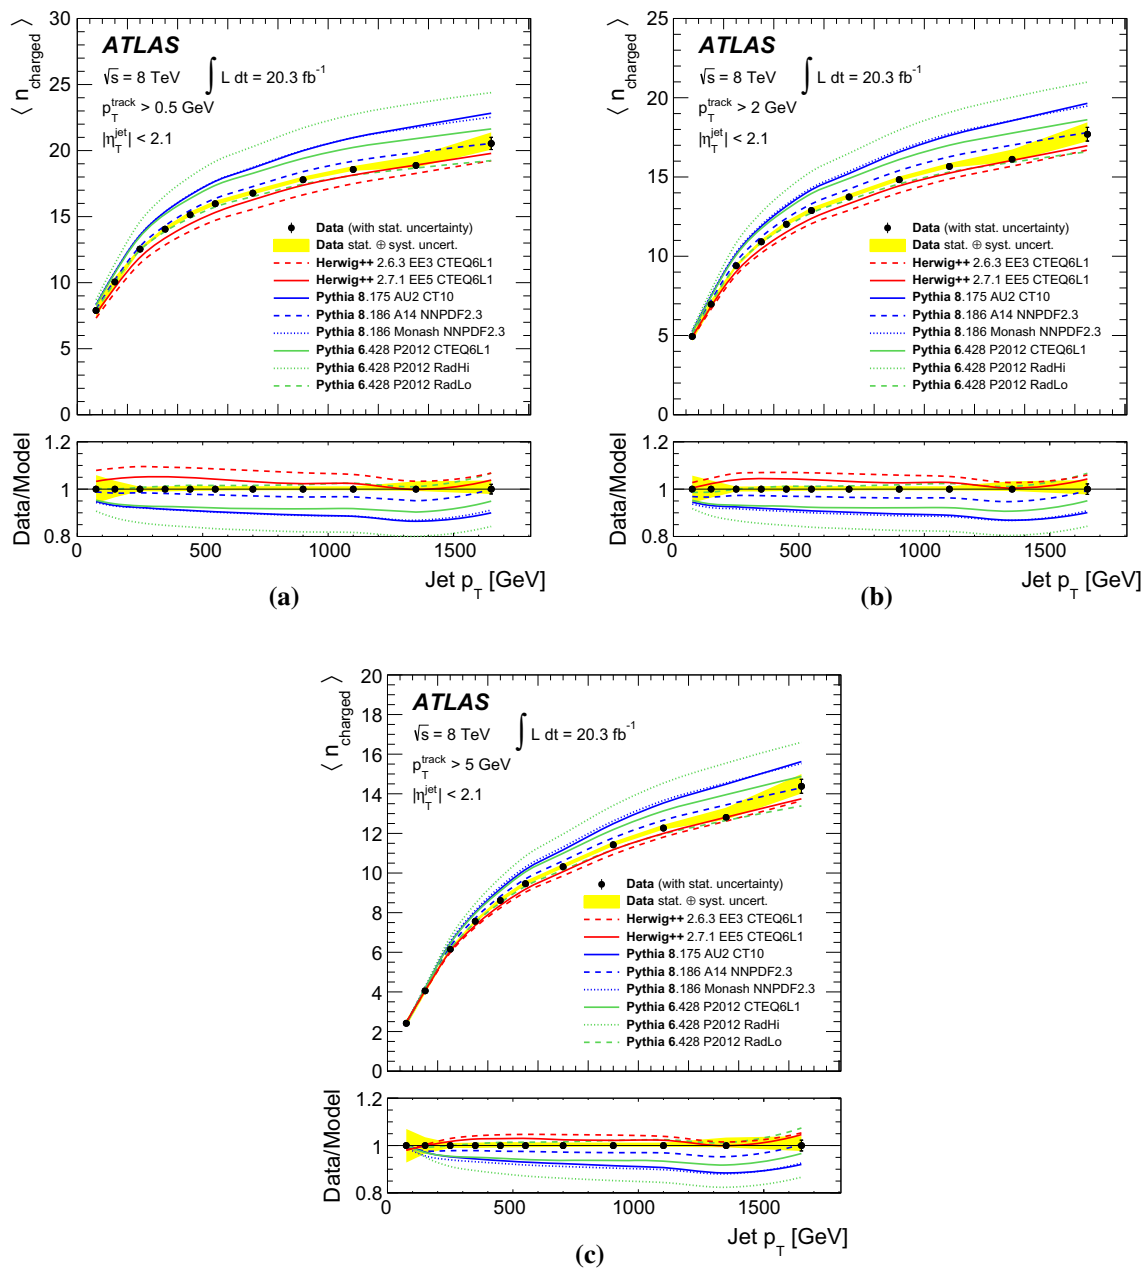 ⟨ n_charged ⟩
30
25
20
15
10
5
0
ATLAS
√s = 8 TeV ∫ L dt = 20.3 fb⁻¹
p_T^track > 0.5 GeV
|η_T^jet| < 2.1
Data (with stat. uncertainty)
Data stat. ⊕ syst. uncert.
Herwig++ 2.6.3 EE3 CTEQ6L1
Herwig++ 2.7.1 EE5 CTEQ6L1
Pythia 8.175 AU2 CT10
Pythia 8.186 A14 NNPDF2.3
Pythia 8.186 Monash NNPDF2.3
Pythia 6.428 P2012 CTEQ6L1
Pythia 6.428 P2012 RadHi
Pythia 6.428 P2012 RadLo
Data/Model
1.2
1
0.8
0 500 1000 1500
Jet p_T [GeV]
(a)
⟨ n_charged ⟩
25
20
15
10
5
0
ATLAS
√s = 8 TeV ∫ L dt = 20.3 fb⁻¹
p_T^track > 2 GeV
|η_T^jet| < 2.1
Data (with stat. uncertainty)
Data stat. ⊕ syst. uncert.
Herwig++ 2.6.3 EE3 CTEQ6L1
Herwig++ 2.7.1 EE5 CTEQ6L1
Pythia 8.175 AU2 CT10
Pythia 8.186 A14 NNPDF2.3
Pythia 8.186 Monash NNPDF2.3
Pythia 6.428 P2012 CTEQ6L1
Pythia 6.428 P2012 RadHi
Pythia 6.428 P2012 RadLo
Data/Model
1.2
1
0.8
0 500 1000 1500
Jet p_T [GeV]
(b)
⟨ n_charged ⟩
20
18
16
14
12
10
8
6
4
2
0
ATLAS
√s = 8 TeV ∫ L dt = 20.3 fb⁻¹
p_T^track > 5 GeV
|η_T^jet| < 2.1
Data (with stat. uncertainty)
Data stat. ⊕ syst. uncert.
Herwig++ 2.6.3 EE3 CTEQ6L1
Herwig++ 2.7.1 EE5 CTEQ6L1
Pythia 8.175 AU2 CT10
Pythia 8.186 A14 NNPDF2.3
Pythia 8.186 Monash NNPDF2.3
Pythia 6.428 P2012 CTEQ6L1
Pythia 6.428 P2012 RadHi
Pythia 6.428 P2012 RadLo
Data/Model
1.2
1
0.8
0 500 1000 1500
Jet p_T [GeV]
(c)